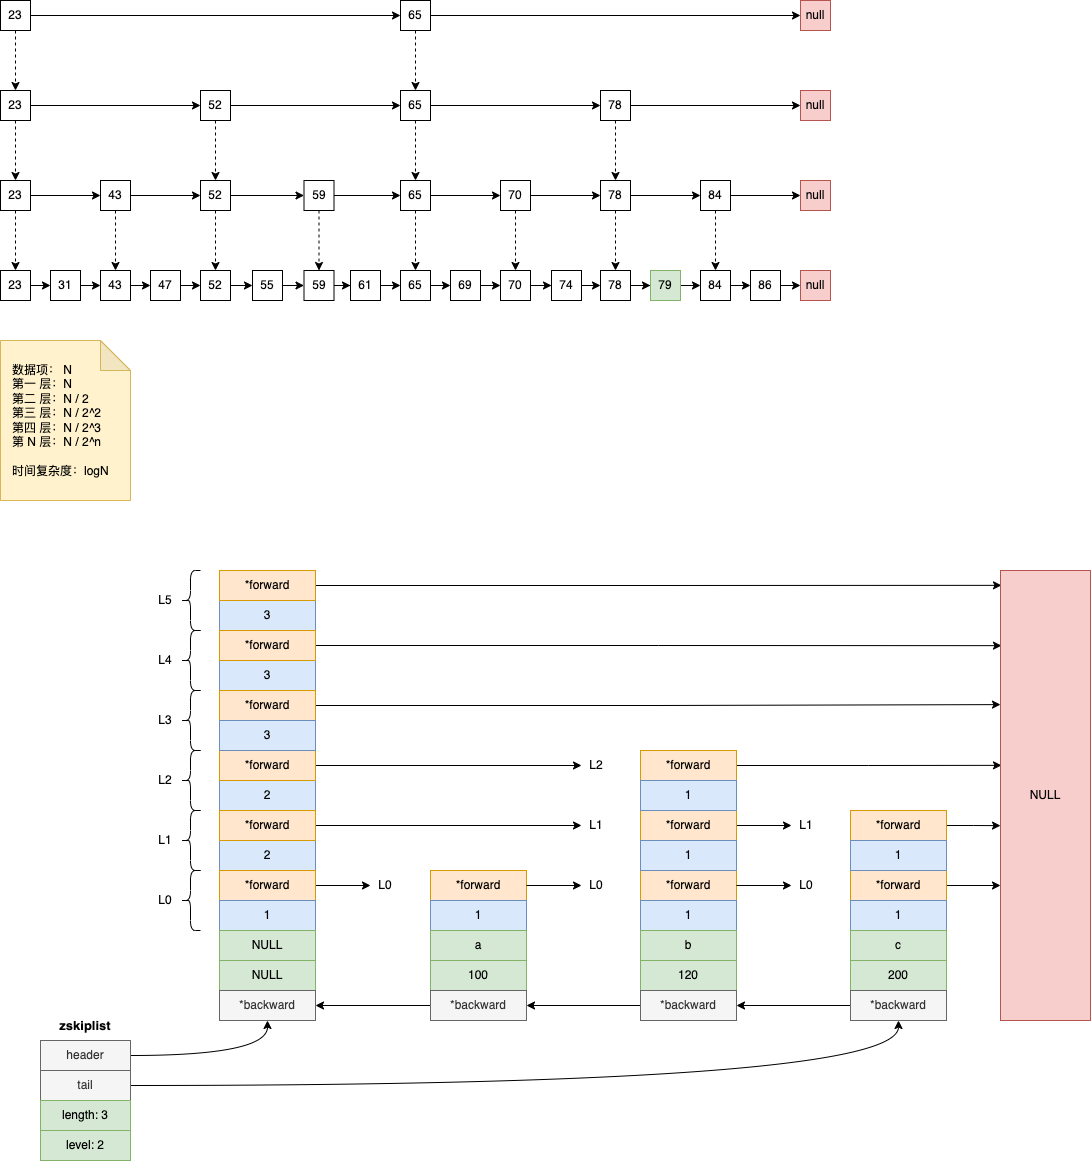 23 65 null
23 52 65 78 null
23 43 52 59 65 70 78 84 null
23 31 43 47 52 55 59 61 65 69 70 74 78 79 84 86 null
数据项： N
第一 层：N
第二 层：N / 2
第三 层：N / 2^2
第四 层：N / 2^3
第 N 层：N / 2^n
时间复杂度：logN
*forward
L5
3
*forward
L4
3
*forward
L3
3
*forward L2 *forward
L2
2 1 NULL
*forward L1 *forward L1 *forward
L1
2 1 1
*forward L0 *forward L0 *forward L0 *forward
L0
1 1 1 1
NULL a b c
NULL 100 120 200
*backward *backward *backward *backward
zskiplist
header
tail
length: 3
level: 2